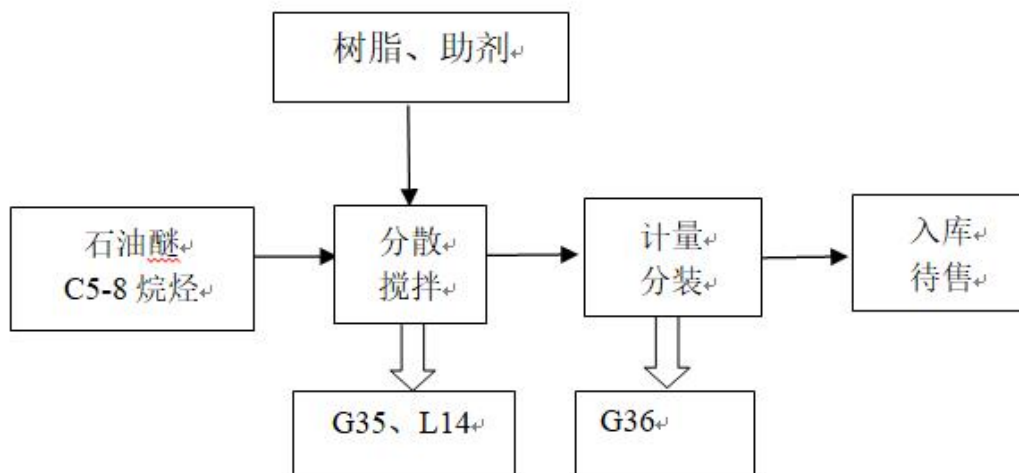 树脂、助剂
石油醚
C5-8 烷烃
分散
搅拌
计量
分装
入库
待售
G35、L14
G36